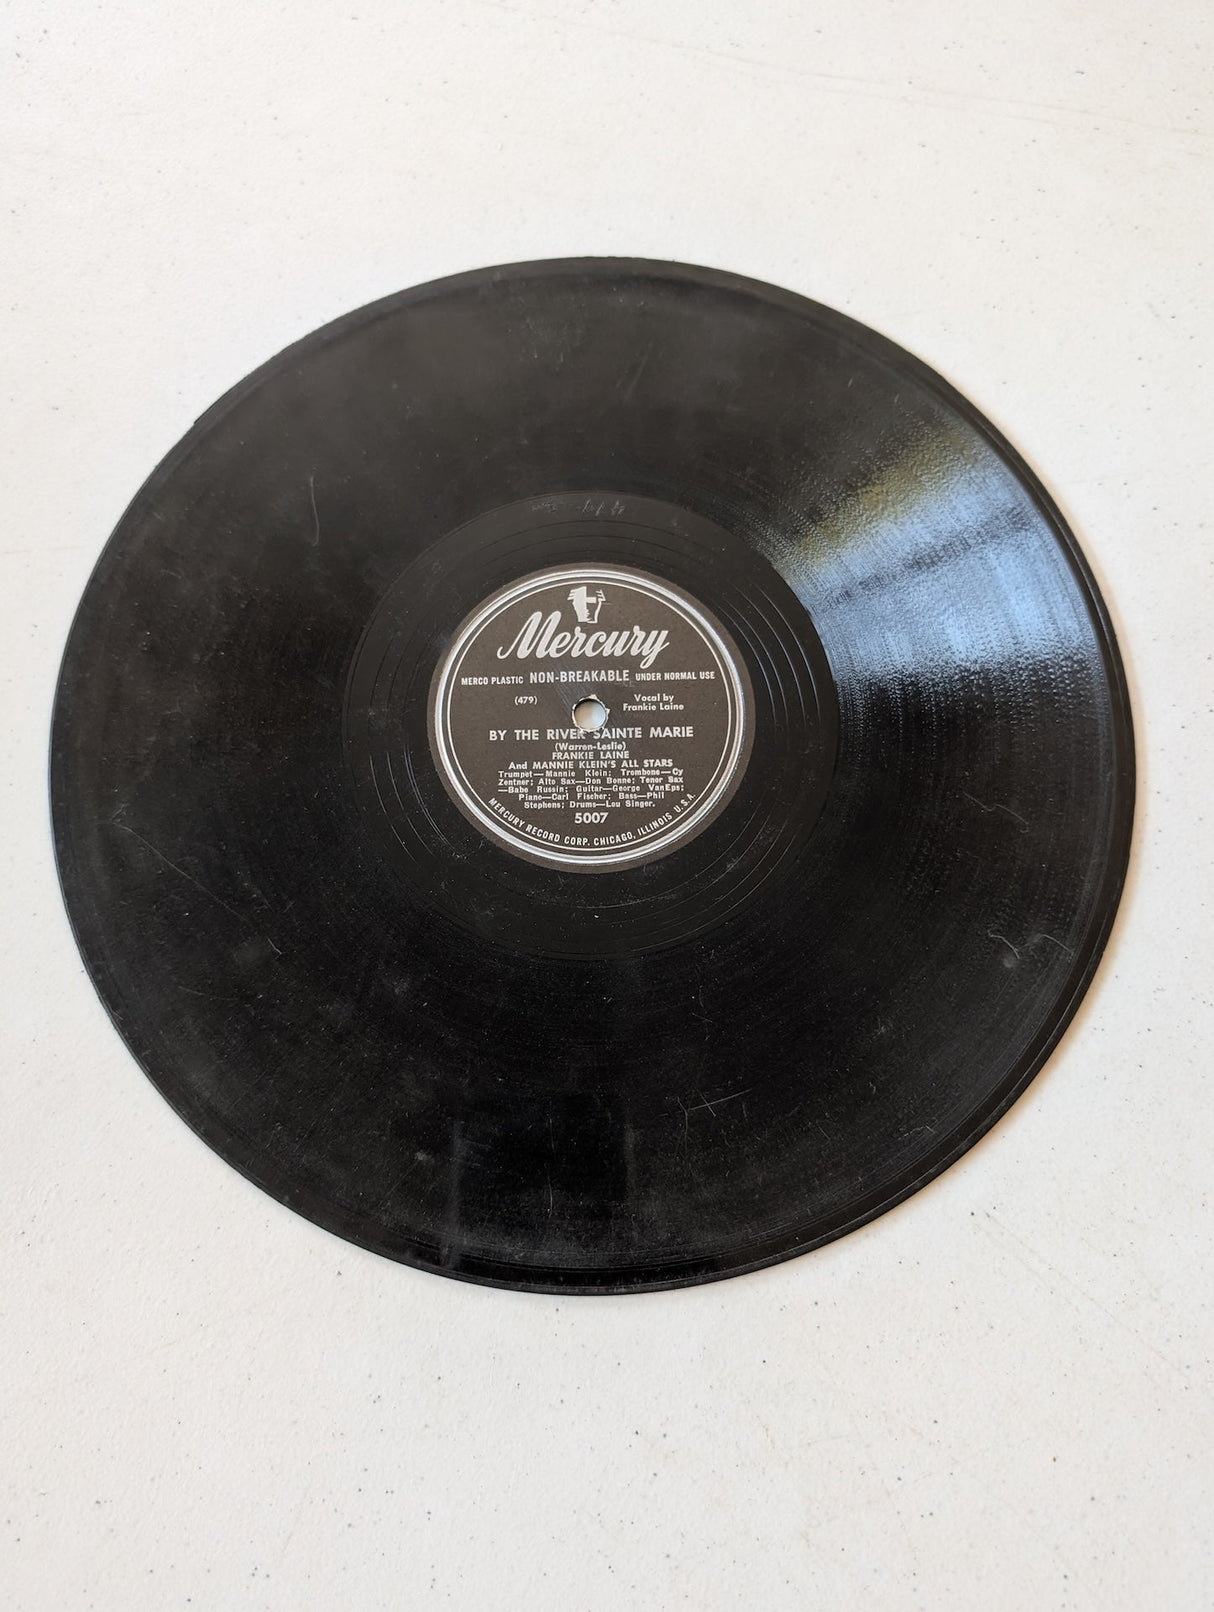 Mercury
MERCO PLASTIC NON-BREAKABLE UNDER NORMAL USE
(479)
Vocal by
Frankie Laine
BY THE RIVER SAINTE MARIE
(Warren-Leslie)
FRANKIE LAINE
And MANNIE KLEIN'S ALL STARS
Trumpet—Mannie Klein; Trombone—Cy
Zentner; Alto Sax—Don Bonne; Tenor Sax
—Babe Russin; Guitar—George VanEps;
Piano—Carl Fischer; Bass—Phil
Stephens; Drums—Lou Singer.
5007
MERCURY RECORD CORP. CHICAGO, ILLINOIS U.S.A.